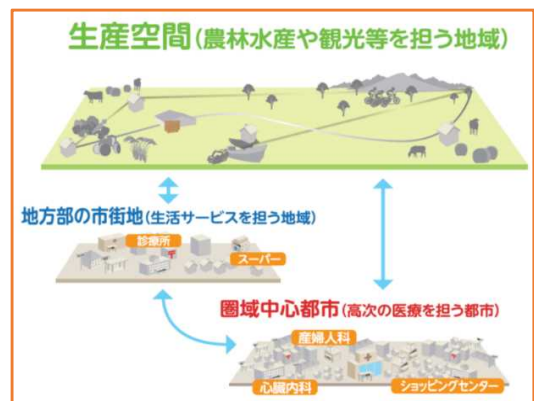 生産空間(農林水産や観光等を担う地域)
地方部の市街地(生活サービスを担う地域)
診療所
スーパー
圏域中心都市(高次の医療を担う都市)
産婦人科
心臓内科
ショッピングセンター